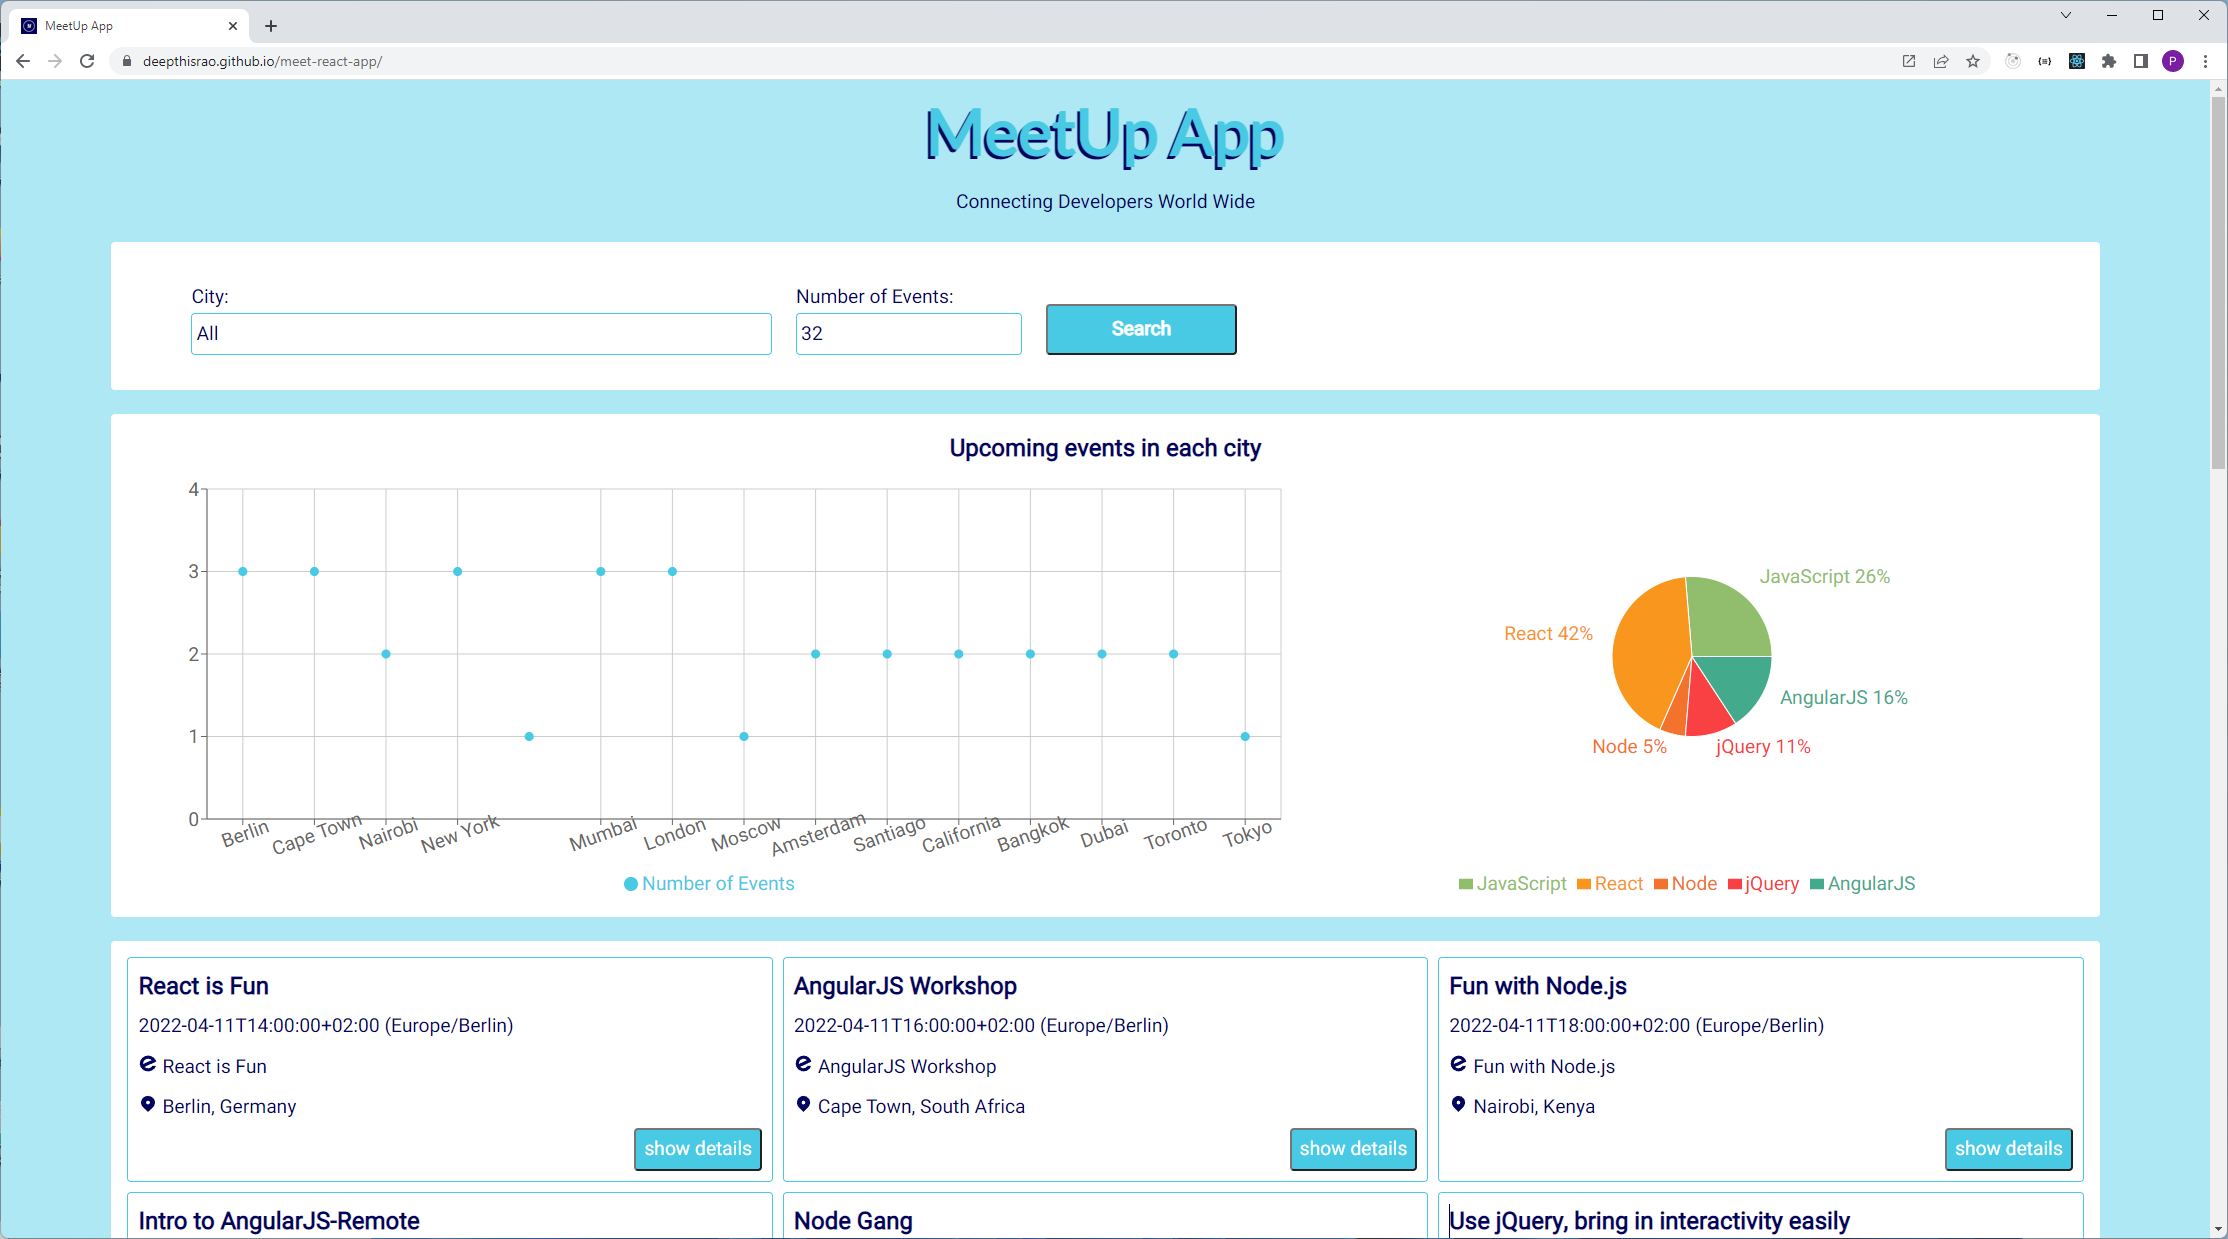 MeetUp App
deepthisrao.github.io/meet-react-app/
P
MeetUp App
Connecting Developers World Wide
City:
Number of Events:
All
32
Search
Upcoming events in each city
4
3
2
1
0
Berlin
Cape Town
Nairobi
New York
Mumbai
London
Moscow
Amsterdam
Santiago
California
Bangkok
Dubai
Toronto
Tokyo
Number of Events
JavaScript 26%
React 42%
AngularJS 16%
Node 5%
jQuery 11%
JavaScript React Node jQuery AngularJS
React is Fun
2022-04-11T14:00:00+02:00 (Europe/Berlin)
React is Fun
Berlin, Germany
show details
AngularJS Workshop
2022-04-11T16:00:00+02:00 (Europe/Berlin)
AngularJS Workshop
Cape Town, South Africa
show details
Fun with Node.js
2022-04-11T18:00:00+02:00 (Europe/Berlin)
Fun with Node.js
Nairobi, Kenya
show details
Intro to AngularJS-Remote
Node Gang
Use jQuery, bring in interactivity easily